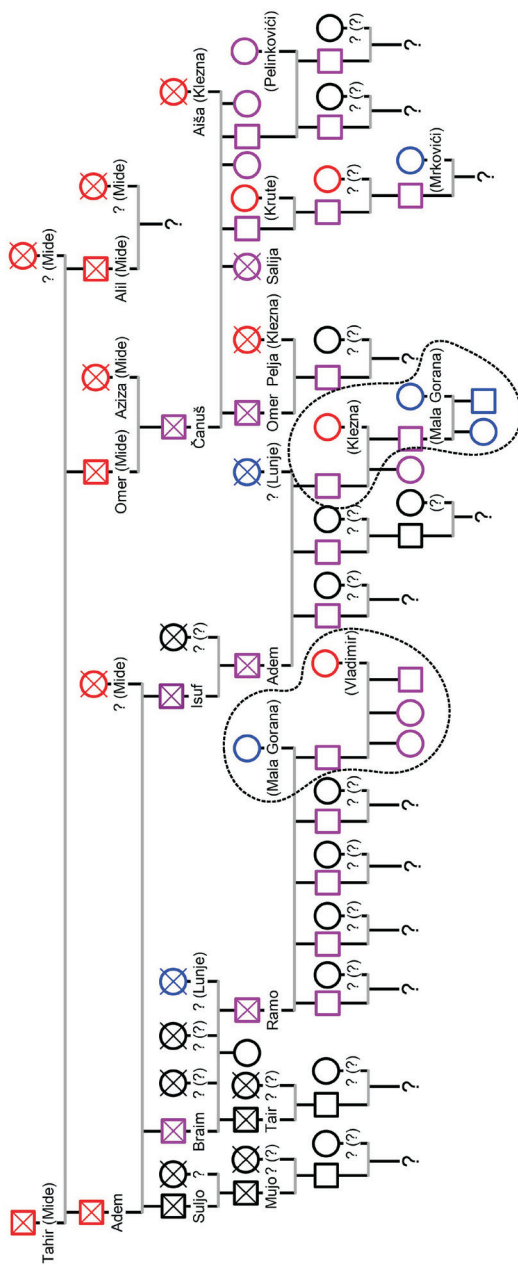 Tahir (Mide) ? (Mide)
Adem ? (Mide) Omer (Mide) Aziza (Mide) Alil (Mide) ? (Mide)
?
Suljo ? Braim ? (?) ? (?) ? (Lunje) Isuf ? (?) Čanuš Aiša (Klezna)
Mujo ? (?) Tair ? (?) Ramo (Mala Gorana) Adem ? (Lunje) Omer Pelja (Klezna) Salija (Krute) (Pelinkovići)
? (?) ? (?) ? (?) ? (?) ? (?) ? (?) (Vladimir) ? (?) ? (?) (Klezna) ? (?) ? (?) ? (?) ? (?)
? ? ? ? ? ? ? (?) (Mala Gorana) ? (Mrkovići) ? ?
? ?